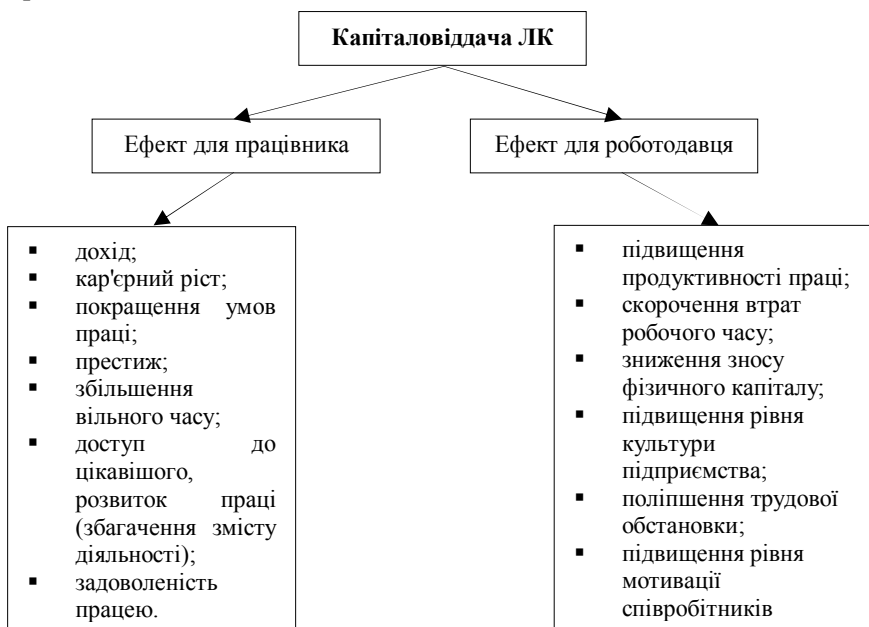 Капіталовіддача ЛК
Ефект для працівника
Ефект для роботодавця
▪ дохід;
▪ кар'єрний ріст;
▪ покращення умов
праці;
▪ престиж;
▪ збільшення
вільного часу;
▪ доступ до
цікавішого,
розвиток праці
(збагачення змісту
діяльності);
▪ задоволеність
працею.
▪ підвищення
продуктивності праці;
▪ скорочення втрат
робочого часу;
▪ зниження зносу
фізичного капіталу;
▪ підвищення рівня
культури
підприємства;
▪ поліпшення трудової
обстановки;
▪ підвищення рівня
мотивації
співробітників